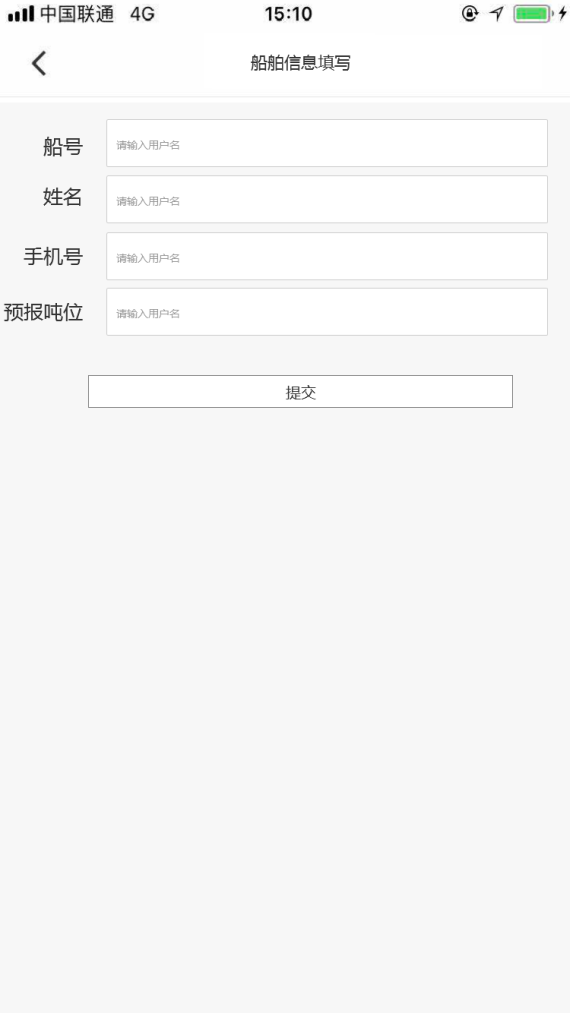 中国联通 4G 15:10
船舶信息填写
船号 请输入用户名
姓名 请输入用户名
手机号 请输入用户名
预报吨位 请输入用户名
提交